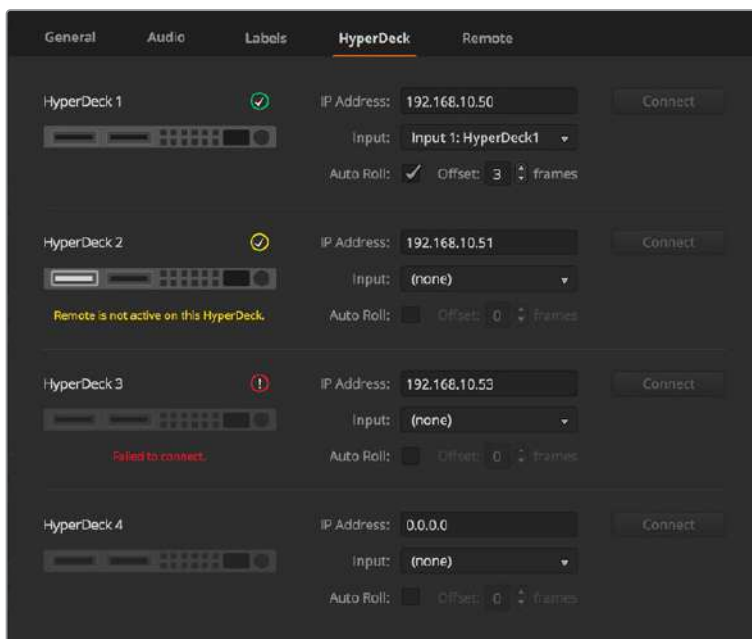 General Audio Labels HyperDeck Remote
HyperDeck 1 IP Address: 192.168.10.50 Connect
Input: Input 1: HyperDeck1
Auto Roll: Offset: 3 frames
HyperDeck 2 IP Address: 192.168.10.51 Connect
Input: (none)
Remote is not active on this HyperDeck. Auto Roll: Offset: 0 frames
HyperDeck 3 IP Address: 192.168.10.53 Connect
Input: (none)
Failed to connect. Auto Roll: Offset: 0 frames
HyperDeck 4 IP Address: 0.0.0.0 Connect
Input: (none)
Auto Roll: Offset: 0 frames